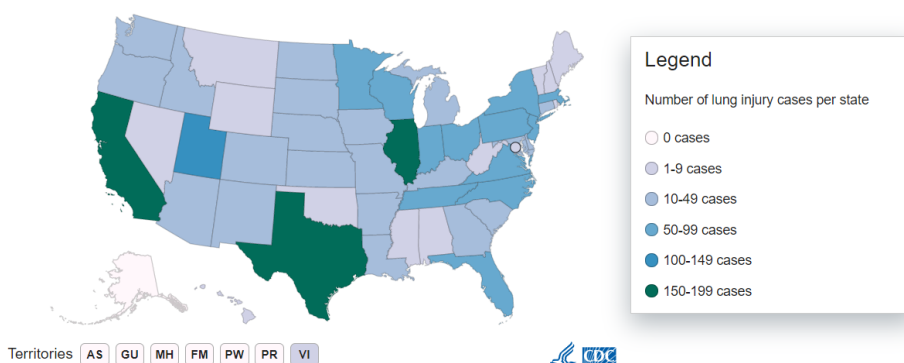 Legend
Number of lung injury cases per state
0 cases
1-9 cases
10-49 cases
50-99 cases
100-149 cases
150-199 cases
Territories AS GU MH FM PW PR VI
CDC